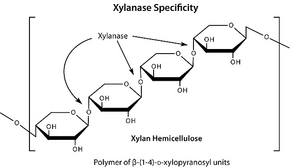 Xylanase Specificity
Xylanase
O
O
OH
OH
O
O
OH
OH
O
O
OH
OH
O
O
OH
OH
O
Xylan Hemicellulose
Polymer of β-(1-4)-D-xylopyranosyl units